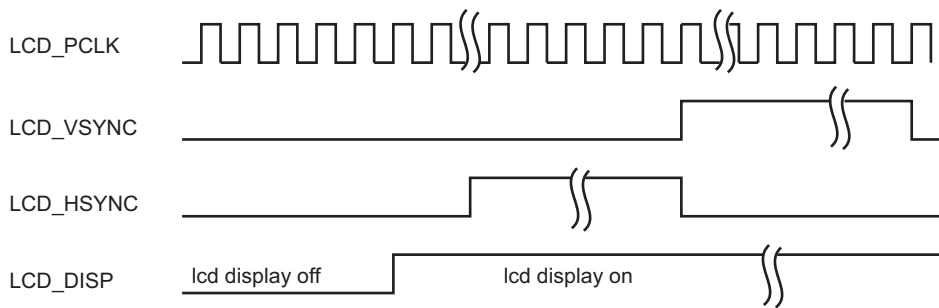 LCD_PCLK
LCD_VSYNC
LCD_HSYNC
LCD_DISP lcd display off lcd display on